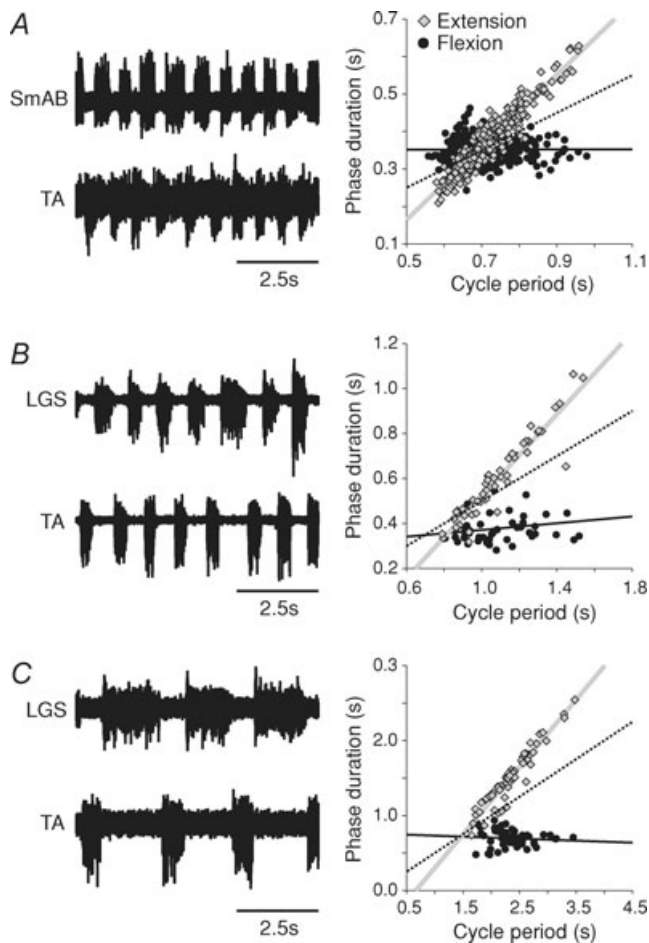 A
SmAB
TA
2.5s
Extension
Flexion
Phase duration (s)
0.7
0.5
0.3
0.1
0.5 0.7 0.9 1.1
Cycle period (s)
B
LGS
TA
2.5s
Phase duration (s)
1.2
1.0
0.8
0.6
0.4
0.2
0.6 1.0 1.4 1.8
Cycle period (s)
C
LGS
TA
2.5s
Phase duration (s)
0.3
2.0
1.0
0.0
0.5 1.5 2.5 3.5 4.5
Cycle period (s)